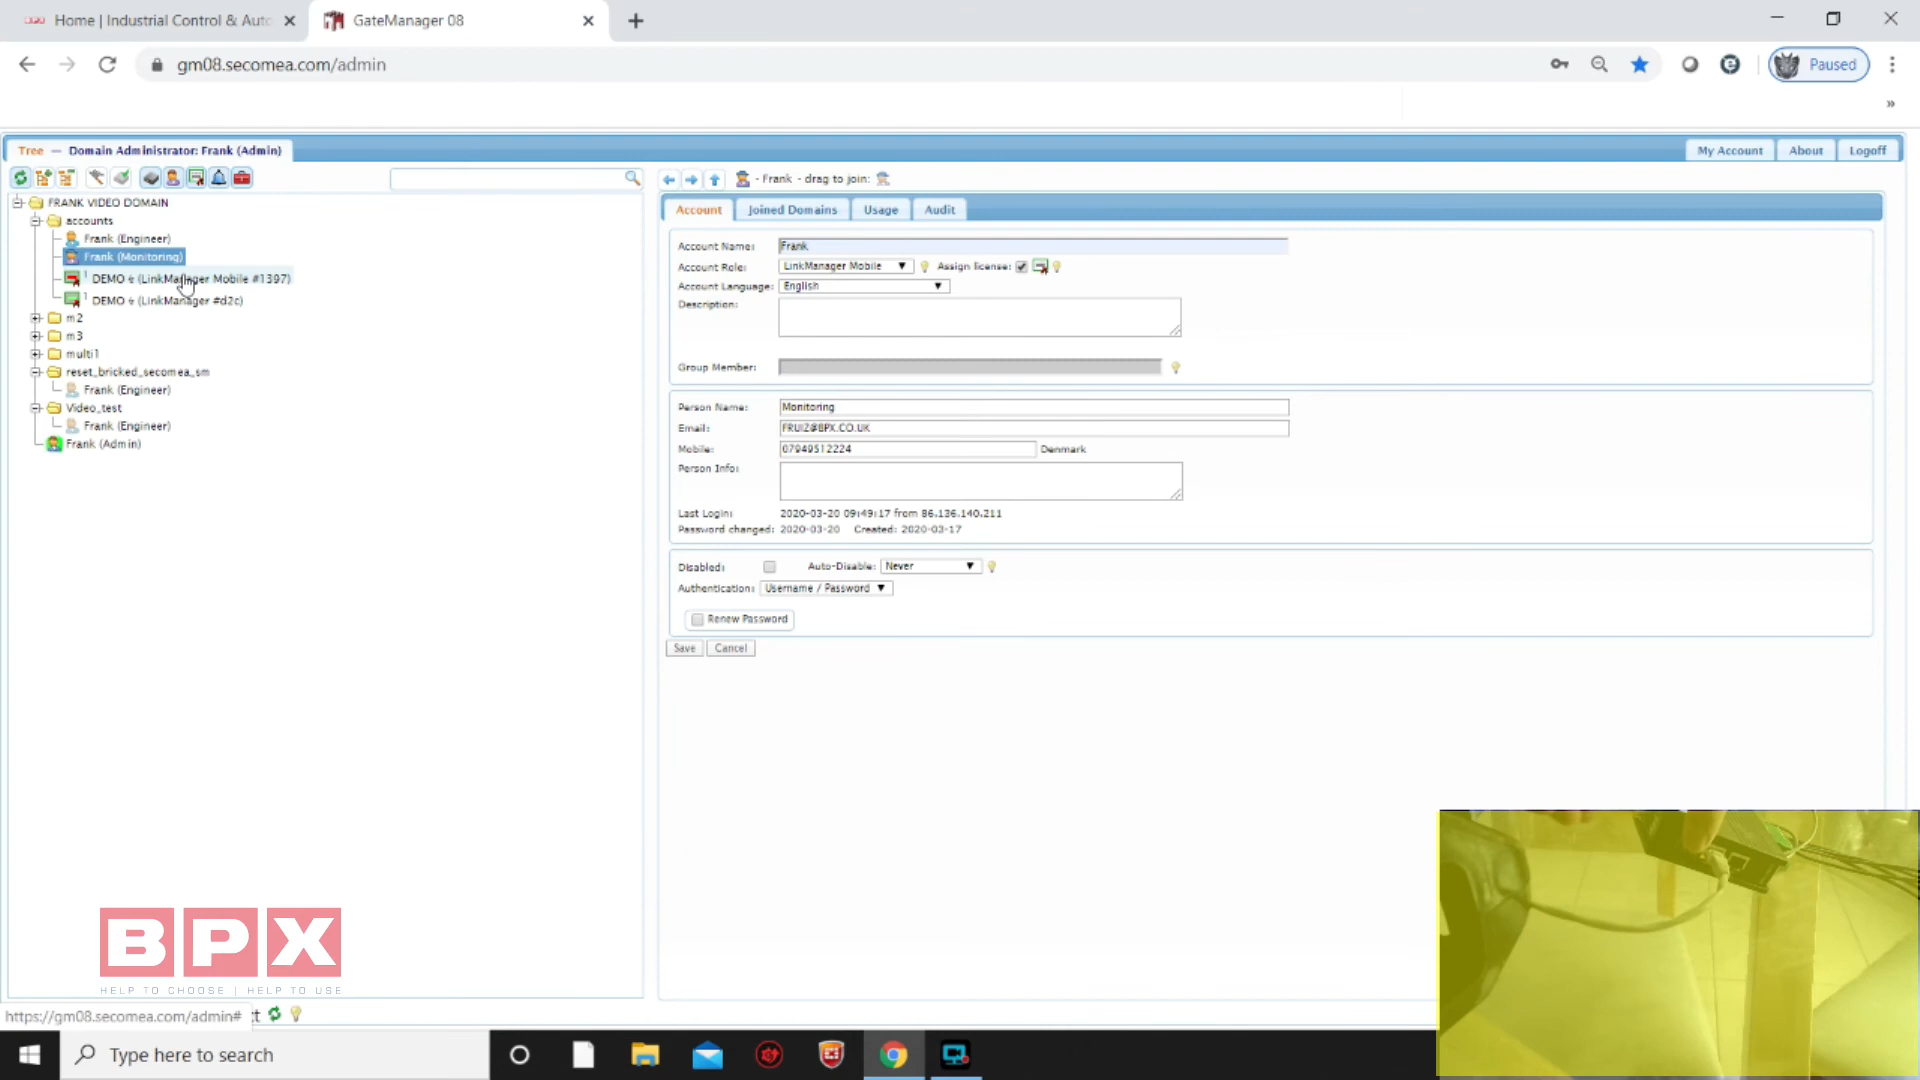 Home | Industrial Control & Auto
GateManager 08
gm08.secomea.com/admin
Paused
Tree — Domain Administrator: Frank (Admin)
My Account
About
Logoff
FRANK VIDEO DOMAIN
accounts
Frank (Engineer)
Frank (Monitoring)
DEMO (LinkManager Mobile #1397)
DEMO (LinkManager #d2c)
m2
m3
multi1
reset_bricked_secomea_sm
Frank (Engineer)
Video_test
Frank (Engineer)
Frank (Admin)
- Frank - drag to join:
Account
Joined Domains
Usage
Audit
Account Name: Frank
Account Role: LinkManager Mobile Assign license:
Account Language: English
Description:
Group Member:
Person Name: Monitoring
Email: FRUIZ@BPX.CO.UK
Mobile: 07949512224 Denmark
Person Info:
Last Login: 2020-03-20 09:49:17 from 86.136.140.211
Password changed: 2020-03-20 Created: 2020-03-17
Disabled: Auto-Disable: Never
Authentication: Username / Password
Renew Password
Save Cancel
BPX
HELP TO CHOOSE | HELP TO USE
https://gm08.secomea.com/admin#
Type here to search